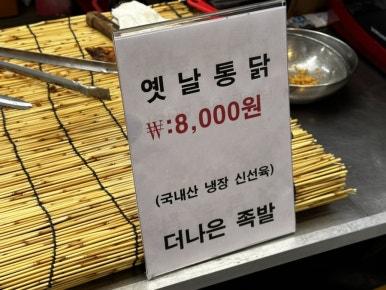 옛날통닭
₩:8,000원
(국내산 냉장 신선육)
더나은 족발